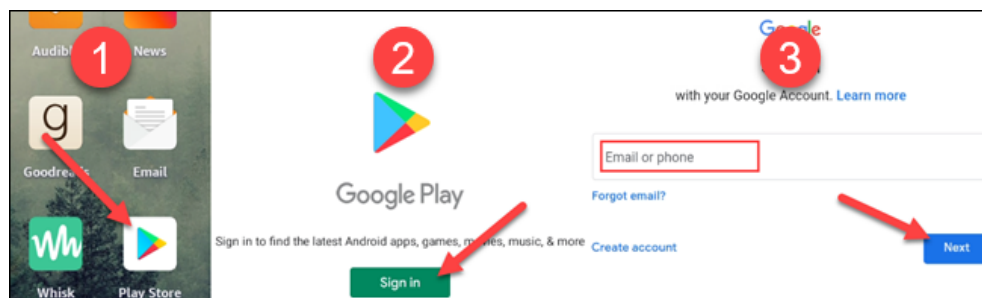 1
News
g
Goodreads
Email
Wh
Whisk
Play Store
2
Google Play
Sign in to find the latest Android apps, games, movies, music, & more
Sign in
Google
3
with your Google Account. Learn more
Email or phone
Forgot email?
Create account
Next